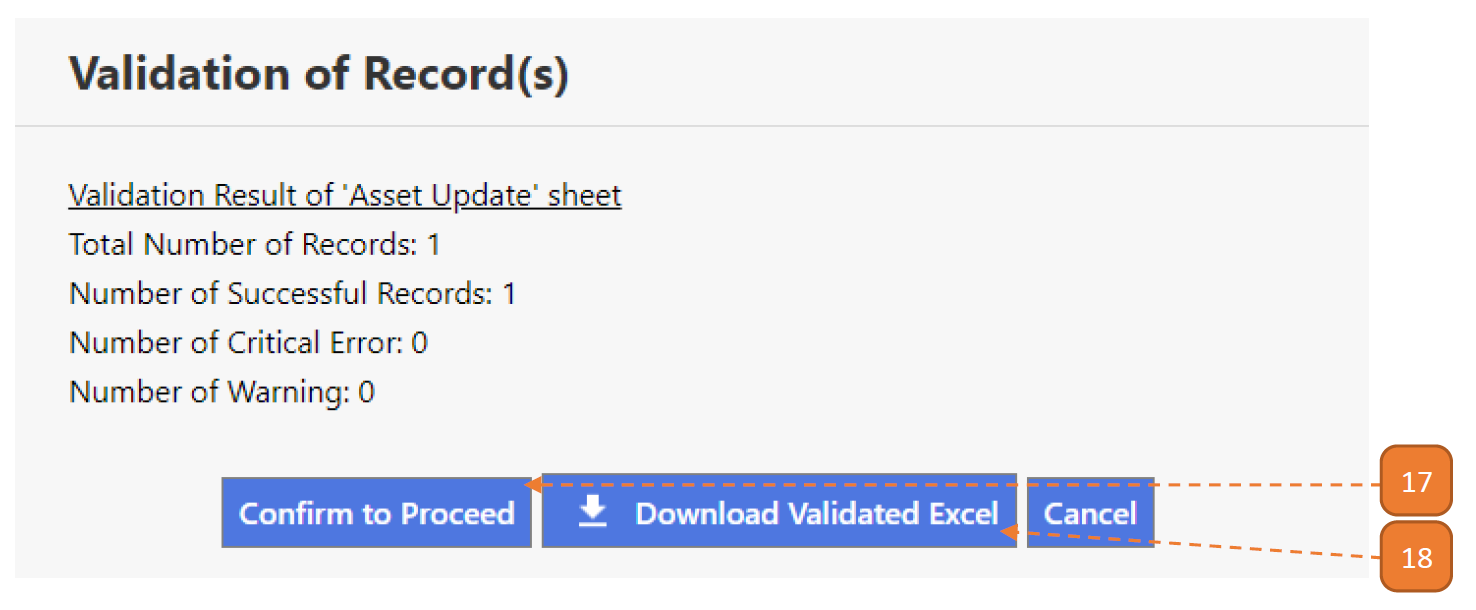 Validation of Record(s)
Validation Result of 'Asset Update' sheet
Total Number of Records: 1
Number of Successful Records: 1
Number of Critical Error: 0
Number of Warning: 0
Confirm to Proceed
Download Validated Excel
Cancel
17
18